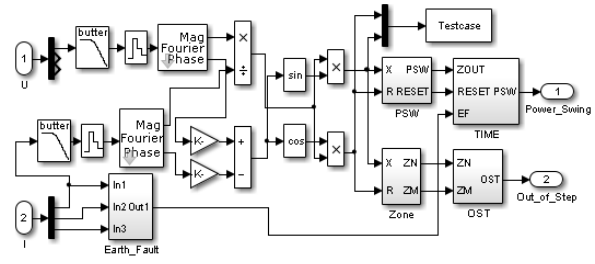 butter
Mag
Fourier
Phase
1
U
×
÷
sin
×
Testcase
X PSW
R RESET
PSW
ZOUT
RESET PSW
EF
TIME
1
Power_Swing
butter
Mag
Fourier
Phase
K-
K-
+
−
cos
×
X ZN
R ZM
Zone
ZN
OST
ZM
OST
2
Out_of_Step
2
I
In1
In2 Out1
In3
Earth_Fault